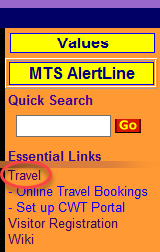 Values
MTS AlertLine
Quick Search
Go
Essential Links
Travel
- Online Travel Bookings
- Set up CWT Portal
Visitor Registration
Wiki